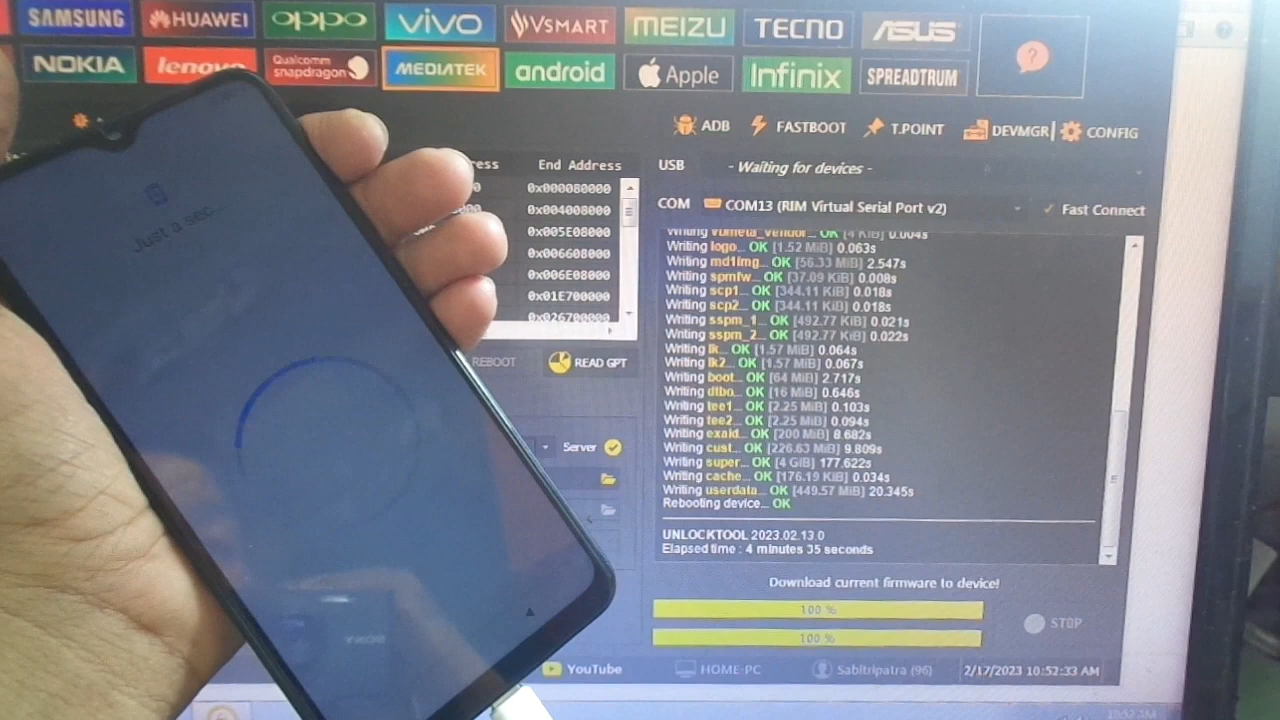 SAMSUNG HUAWEI oppo vivo VSMART MEIZU TECNO ASUS ?
NOKIA lenovo Qualcomm snapdragon MEDIATEK android Apple Infinix SPREADTRUM
ADB FASTBOOT T.POINT DEVMGR CONFIG
End Address
0x000080000
0x004008000
0x005E08000
0x006608000
0x006E08000
0x01E700000
0x026700000
REBOOT READ GPT
Server
USB - Waiting for devices -
COM COM13 (RIM Virtual Serial Port v2) Fast Connect
Writing vbmeta_vendor... OK [4 KiB] 0.004s
Writing logo... OK [1.52 MiB] 0.063s
Writing md1img... OK [56.33 MiB] 2.547s
Writing spmfw... OK [37.09 KiB] 0.008s
Writing scp1... OK [344.11 KiB] 0.018s
Writing scp2... OK [344.11 KiB] 0.018s
Writing sspm_1... OK [492.77 KiB] 0.021s
Writing sspm_2... OK [492.77 KiB] 0.022s
Writing lk... OK [1.57 MiB] 0.064s
Writing lk2... OK [1.57 MiB] 0.067s
Writing boot... OK [64 MiB] 2.717s
Writing dtbo... OK [16 MiB] 0.646s
Writing tee1... OK [2.25 MiB] 0.103s
Writing tee2... OK [2.25 MiB] 0.094s
Writing exaid... OK [200 MiB] 8.682s
Writing cust... OK [226.63 MiB] 9.809s
Writing super... OK [4 GiB] 177.622s
Writing cache... OK [176.19 KiB] 0.034s
Writing userdata... OK [449.57 MiB] 20.345s
Rebooting device... OK
UNLOCKTOOL 2023.02.13.0
Elapsed time : 4 minutes 35 seconds
Download current firmware to device!
100 %
100 %
STOP
YouTube HOME-PC Sabitripatra (96) 2/17/2023 10:52:33 AM
Just a sec...